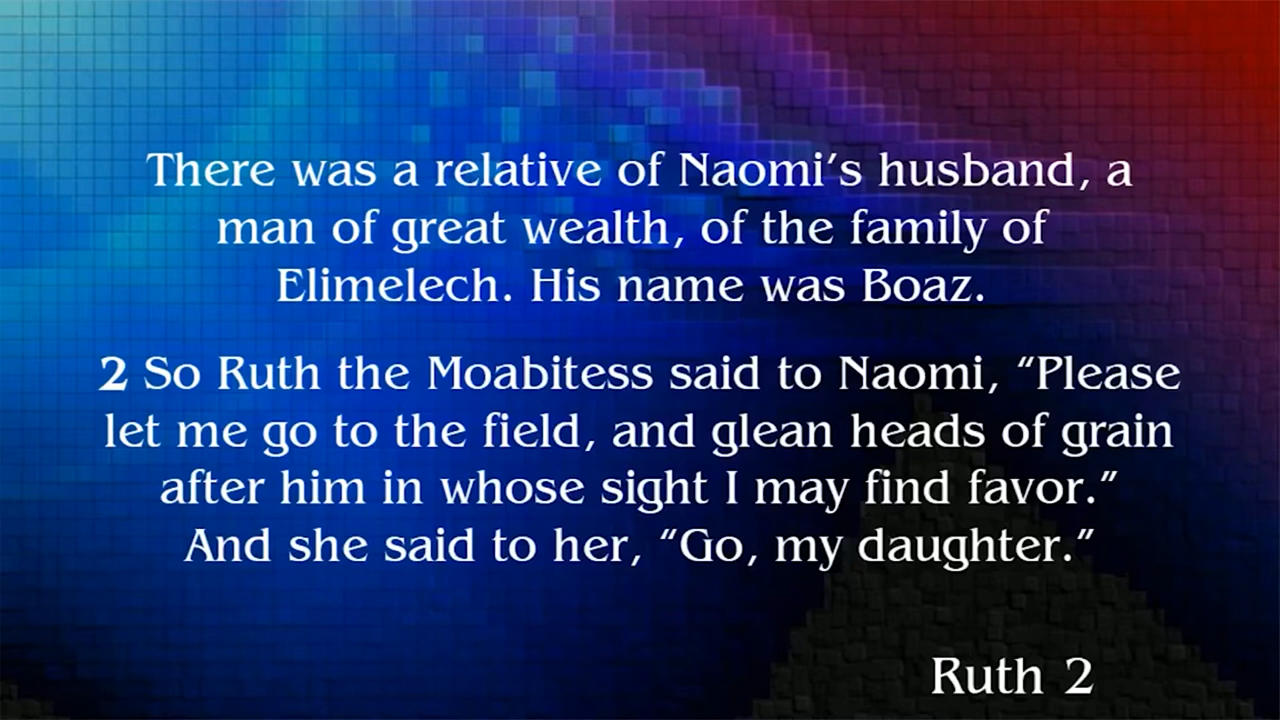 There was a relative of Naomi’s husband, a
man of great wealth, of the family of
Elimelech. His name was Boaz.
2 So Ruth the Moabitess said to Naomi, “Please
let me go to the field, and glean heads of grain
after him in whose sight I may find favor.”
And she said to her, “Go, my daughter.”
Ruth 2